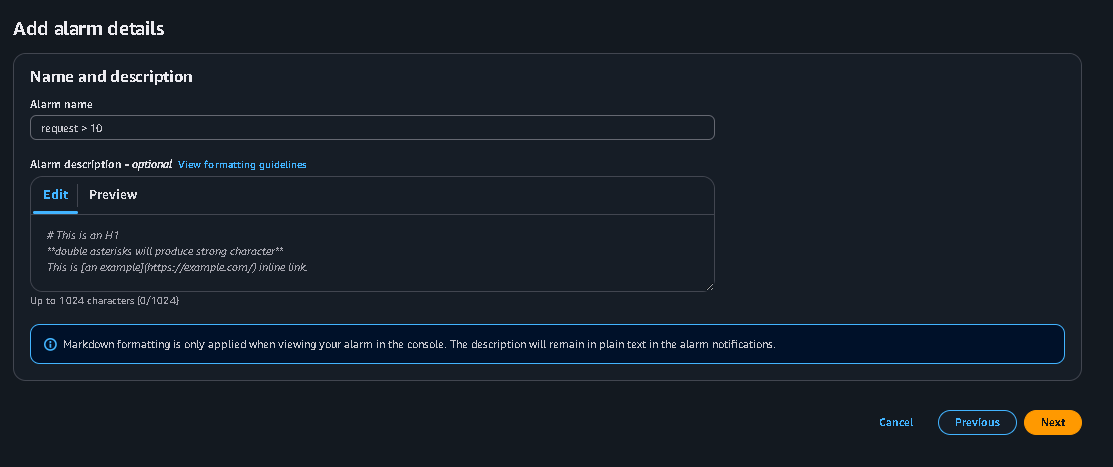 Add alarm details
Name and description
Alarm name
request > 10
Alarm description - optional View formatting guidelines
Edit Preview
# This is an H1
**double asterisks will produce strong character**
This is [an example](https://example.com/) inline link.
Up to 1024 characters (0/1024)
Markdown formatting is only applied when viewing your alarm in the console. The description will remain in plain text in the alarm notifications.
Cancel Previous Next